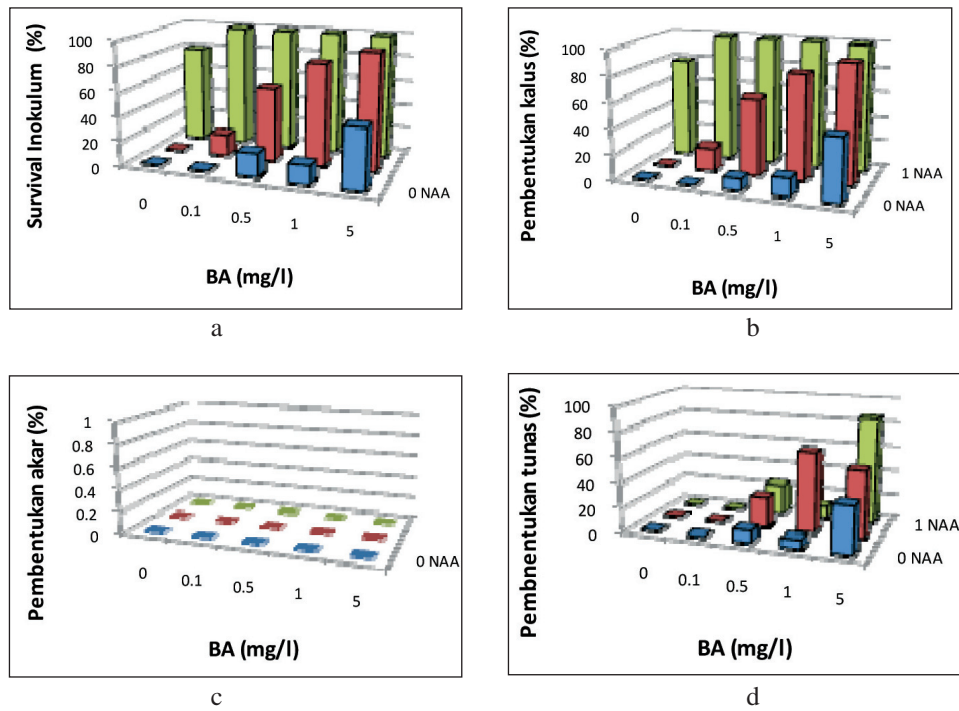 Survival Inokulum (%)
100
80
60
40
20
0
0
0.1
0.5
1
5
0 NAA
BA (mg/l)
a
Pembentukan kalus (%)
100
80
60
40
20
0
0
0.1
0.5
1
5
1 NAA
0 NAA
BA (mg/l)
b
Pembentukan akar (%)
1
0.8
0.6
0.4
0.2
0
0
0.1
0.5
1
5
0 NAA
BA (mg/l)
c
Pembnentukan tunas (%)
100
80
60
40
20
0
0
0.1
0.5
1
5
1 NAA
0 NAA
BA (mg/l)
d